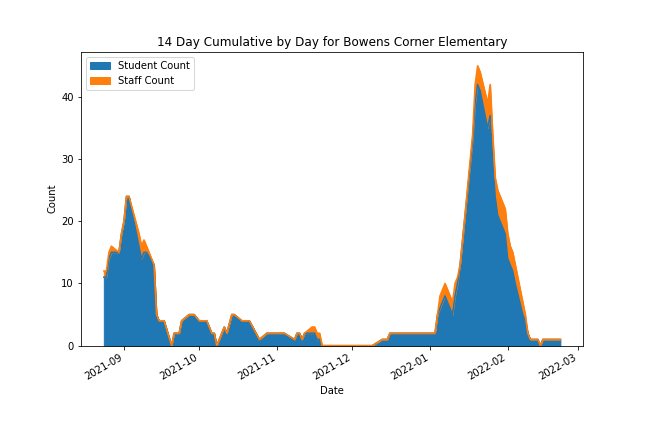 14 Day Cumulative by Day for Bowens Corner Elementary
Student Count
Staff Count
40
30
20
10
0
Count
2021-09
2021-10
2021-11
2021-12
2022-01
2022-02
2022-03
Date